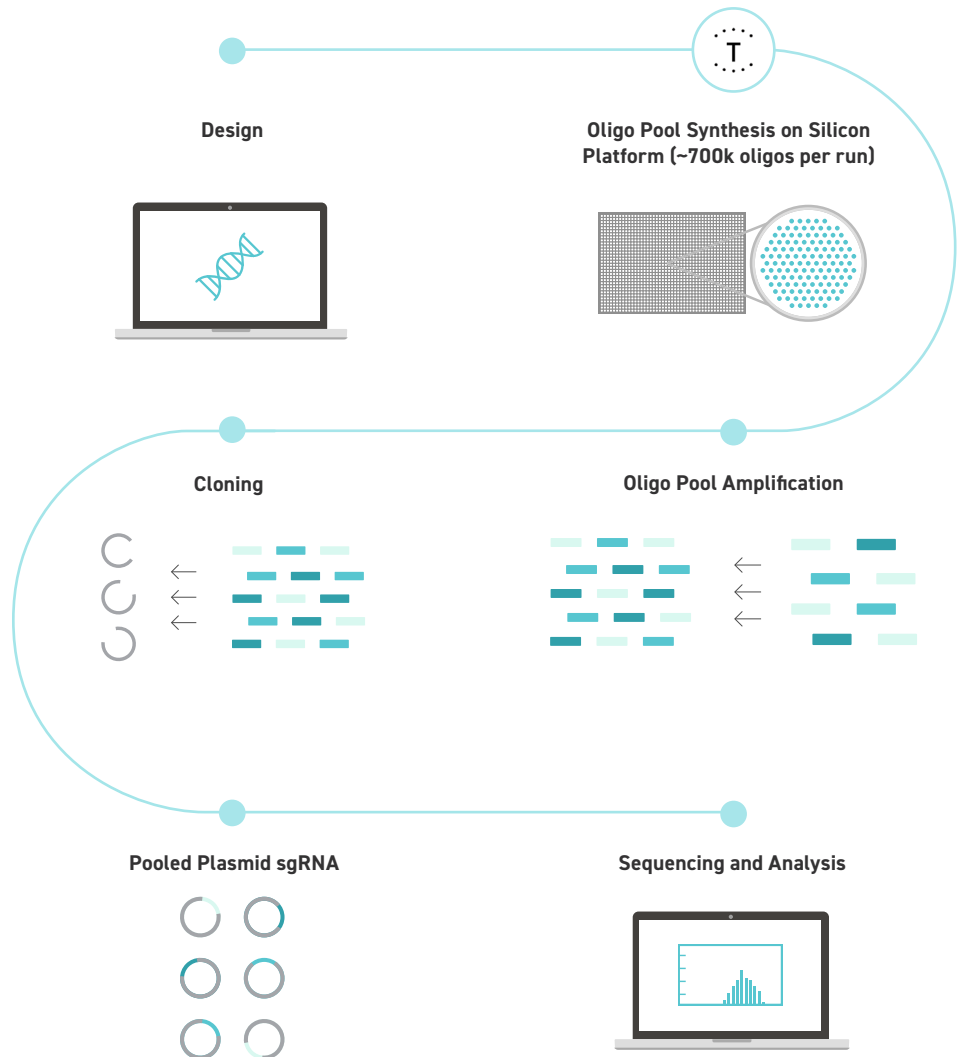 T
Design
Oligo Pool Synthesis on Silicon
Platform (~700k oligos per run)
Cloning
Oligo Pool Amplification
Pooled Plasmid sgRNA
Sequencing and Analysis